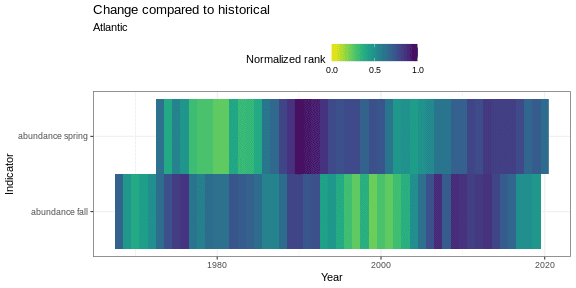 Change compared to historical
Atlantic
Normalized rank
0.0 0.5 1.0
Indicator
abundance spring
abundance fall
1980 2000 2020
Year